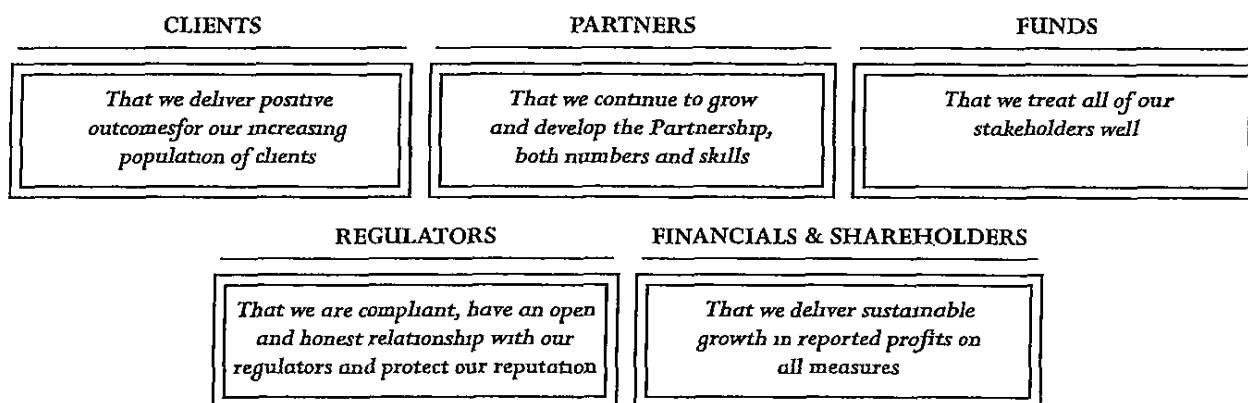 CLIENTS
That we deliver positive
outcomesfor our increasing
population of clients
PARTNERS
That we continue to grow
and develop the Partnership,
both numbers and skills
FUNDS
That we treat all of our
stakeholders well
REGULATORS
That we are compliant, have an open
and honest relationship with our
regulators and protect our reputation
FINANCIALS & SHAREHOLDERS
That we deliver sustainable
growth in reported profits on
all measures